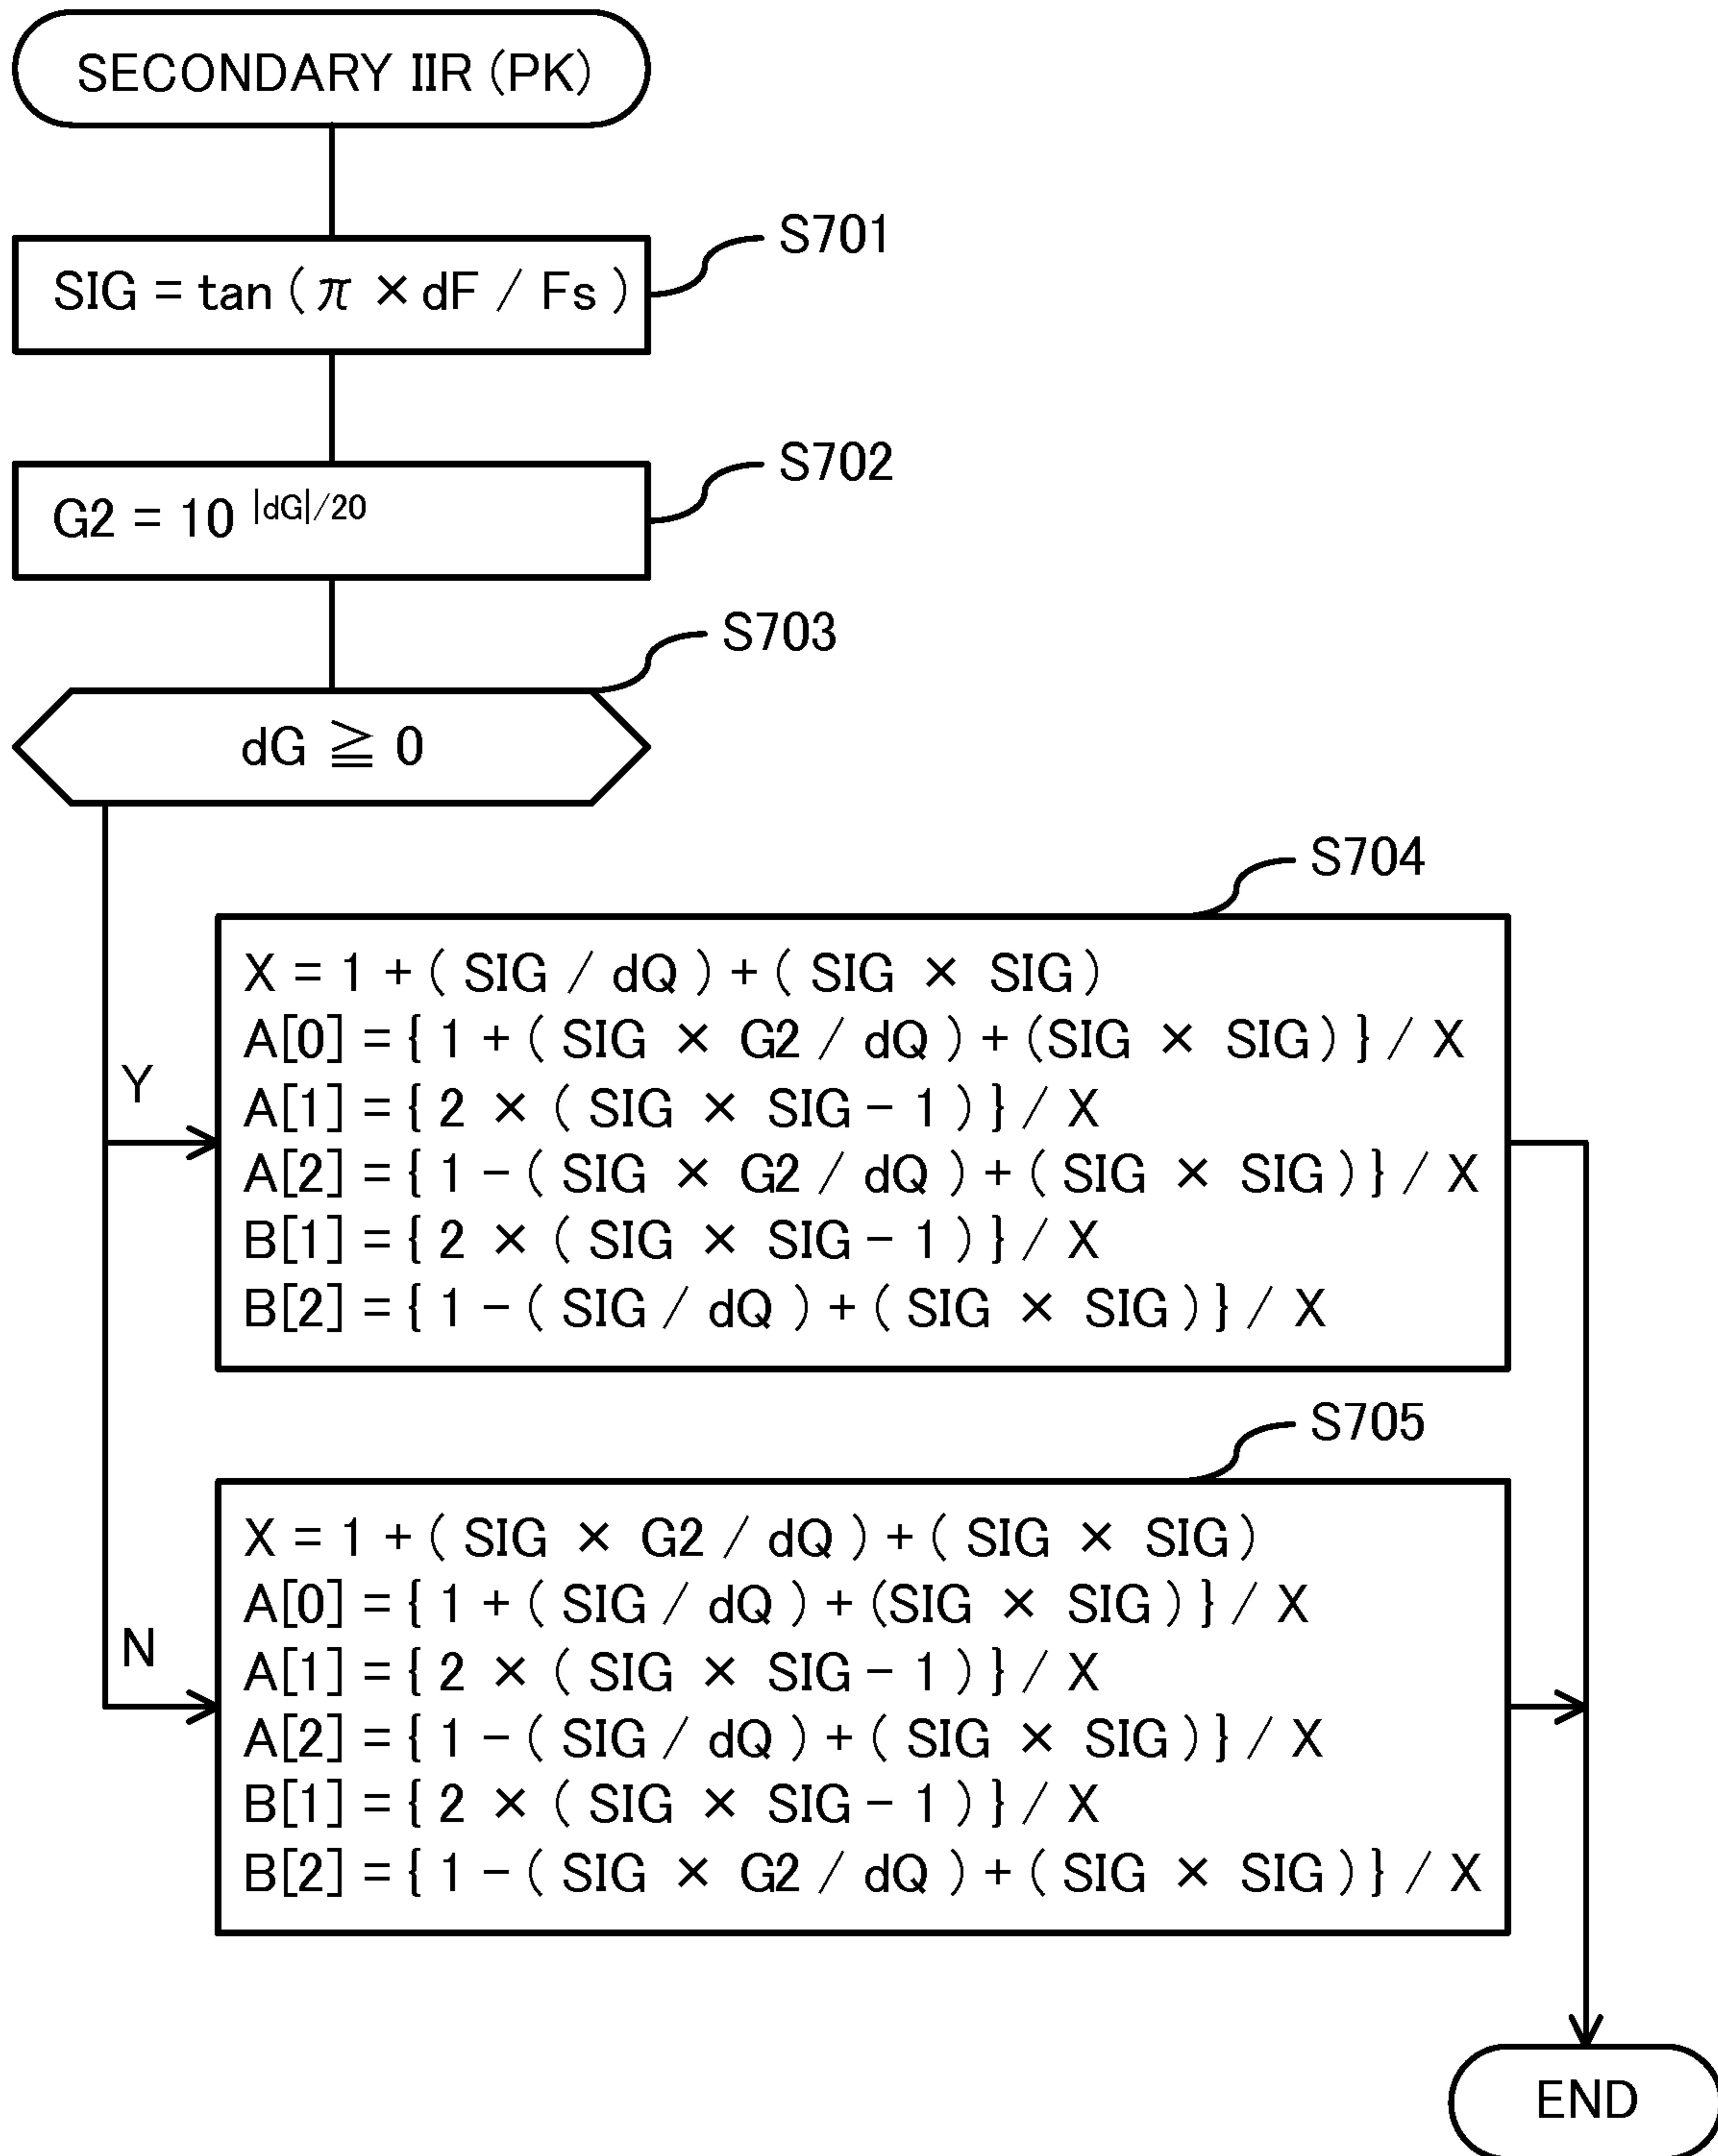 SECONDARY IIR (PK)
S701
SIG = tan ( π × dF / Fs )
S702
G2 = 10 |dG|/20
S703
dG ≧ 0
S704
X = 1 + ( SIG / dQ ) + ( SIG × SIG )
A[0] = { 1 + ( SIG × G2 / dQ ) + (SIG × SIG ) } / X
A[1] = { 2 × ( SIG × SIG − 1 ) } / X
Y
A[2] = { 1 − ( SIG × G2 / dQ ) + ( SIG × SIG ) } / X
B[1] = { 2 × ( SIG × SIG − 1 ) } / X
B[2] = { 1 − ( SIG / dQ ) + ( SIG × SIG ) } / X
S705
X = 1 + ( SIG × G2 / dQ ) + ( SIG × SIG )
A[0] = { 1 + ( SIG / dQ ) + (SIG × SIG ) } / X
N
A[1] = { 2 × ( SIG × SIG − 1 ) } / X
A[2] = { 1 − ( SIG / dQ ) + ( SIG × SIG ) } / X
B[1] = { 2 × ( SIG × SIG − 1 ) } / X
B[2] = { 1 − ( SIG × G2 / dQ ) + ( SIG × SIG ) } / X
END